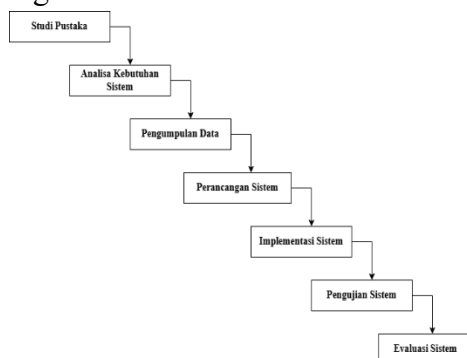 Studi Pustaka
Analisa Kebutuhan
Sistem
Pengumpulan Data
Perancangan Sistem
Implementasi Sistem
Pengujian Sistem
Evaluasi Sistem